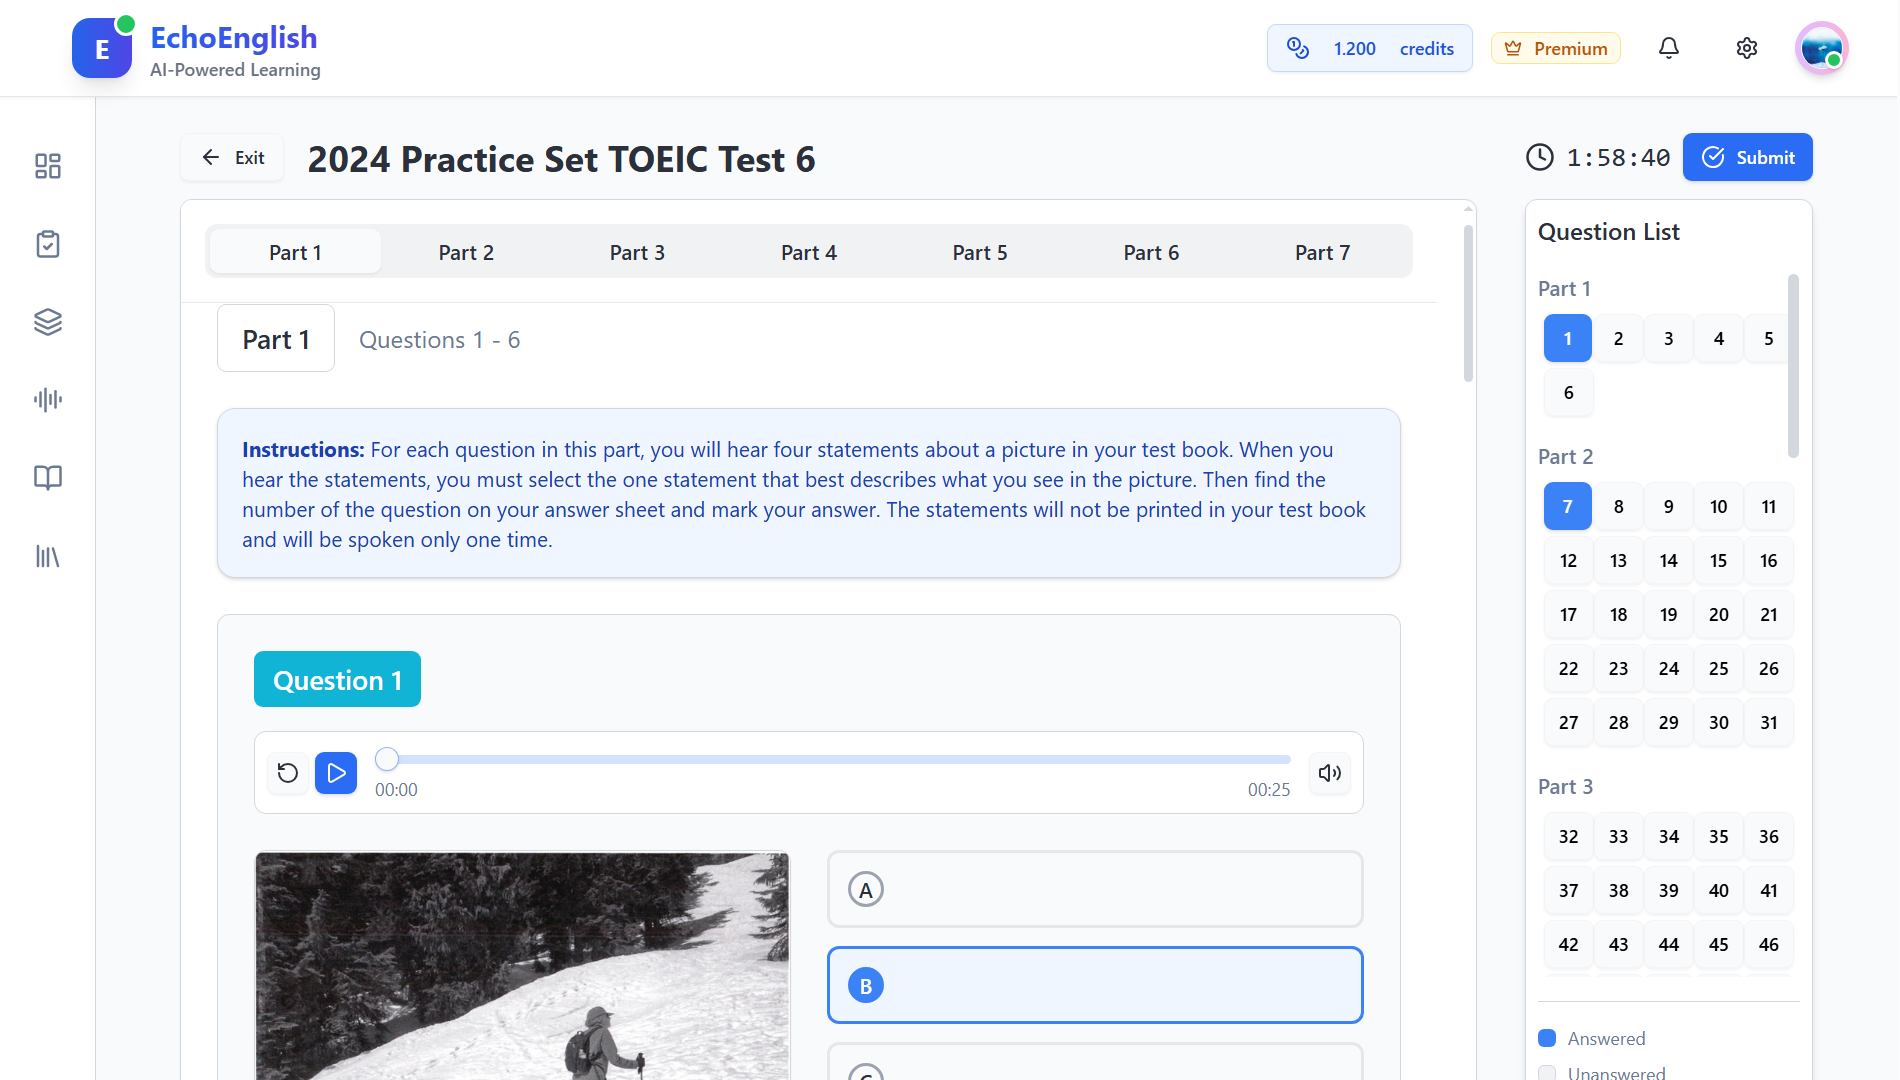 E
EchoEnglish
AI-Powered Learning
1.200 credits
Premium
Exit
2024 Practice Set TOEIC Test 6
1:58:40
Submit
Part 1 Part 2 Part 3 Part 4 Part 5 Part 6 Part 7
Part 1
Questions 1 - 6
Instructions: For each question in this part, you will hear four statements about a picture in your test book. When you
hear the statements, you must select the one statement that best describes what you see in the picture. Then find the
number of the question on your answer sheet and mark your answer. The statements will not be printed in your test book
and will be spoken only one time.
Question 1
00:00
00:25
A
B
C
Question List
Part 1
1 2 3 4 5
6
Part 2
7 8 9 10 11
12 13 14 15 16
17 18 19 20 21
22 23 24 25 26
27 28 29 30 31
Part 3
32 33 34 35 36
37 38 39 40 41
42 43 44 45 46
Answered
Unanswered